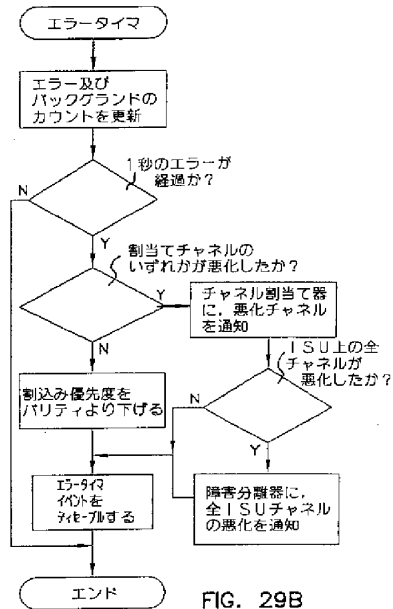 エラータイマ
エラー及び
バックグランドの
カウントを更新
1秒のエラーが
経過か?
N
Y
割当てチャネルの
いずれかが悪化したか?
Y
N
チャネル割当て器
に,悪化チャネル
を通知
ISU上の全
チャネルが
悪化したか?
N
Y
割込み優先度を
パリティより下げる
エラータイマ
イベントを
ディセーブルする
障害分離器に,
全ISUチャネル
の悪化を通知
エンド
FIG. 29B